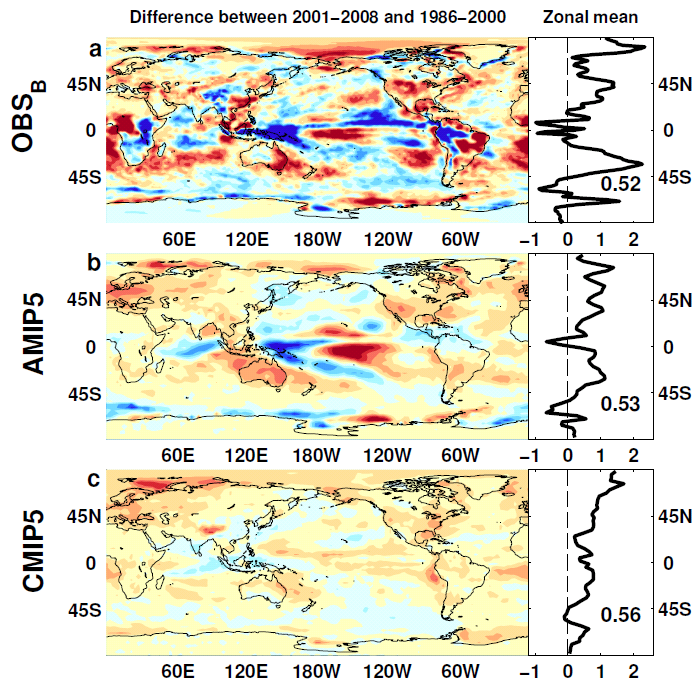 Difference between 2001−2008 and 1986−2000
Zonal mean
OBS_B
a
45N
0
45S
45N
0
45S
0.52
60E 120E 180W 120W 60W
−1 0 1 2
AMIP5
b
45N
0
45S
45N
0
45S
0.53
60E 120E 180W 120W 60W
−1 0 1 2
CMIP5
c
45N
0
45S
45N
0
45S
0.56
60E 120E 180W 120W 60W
−1 0 1 2